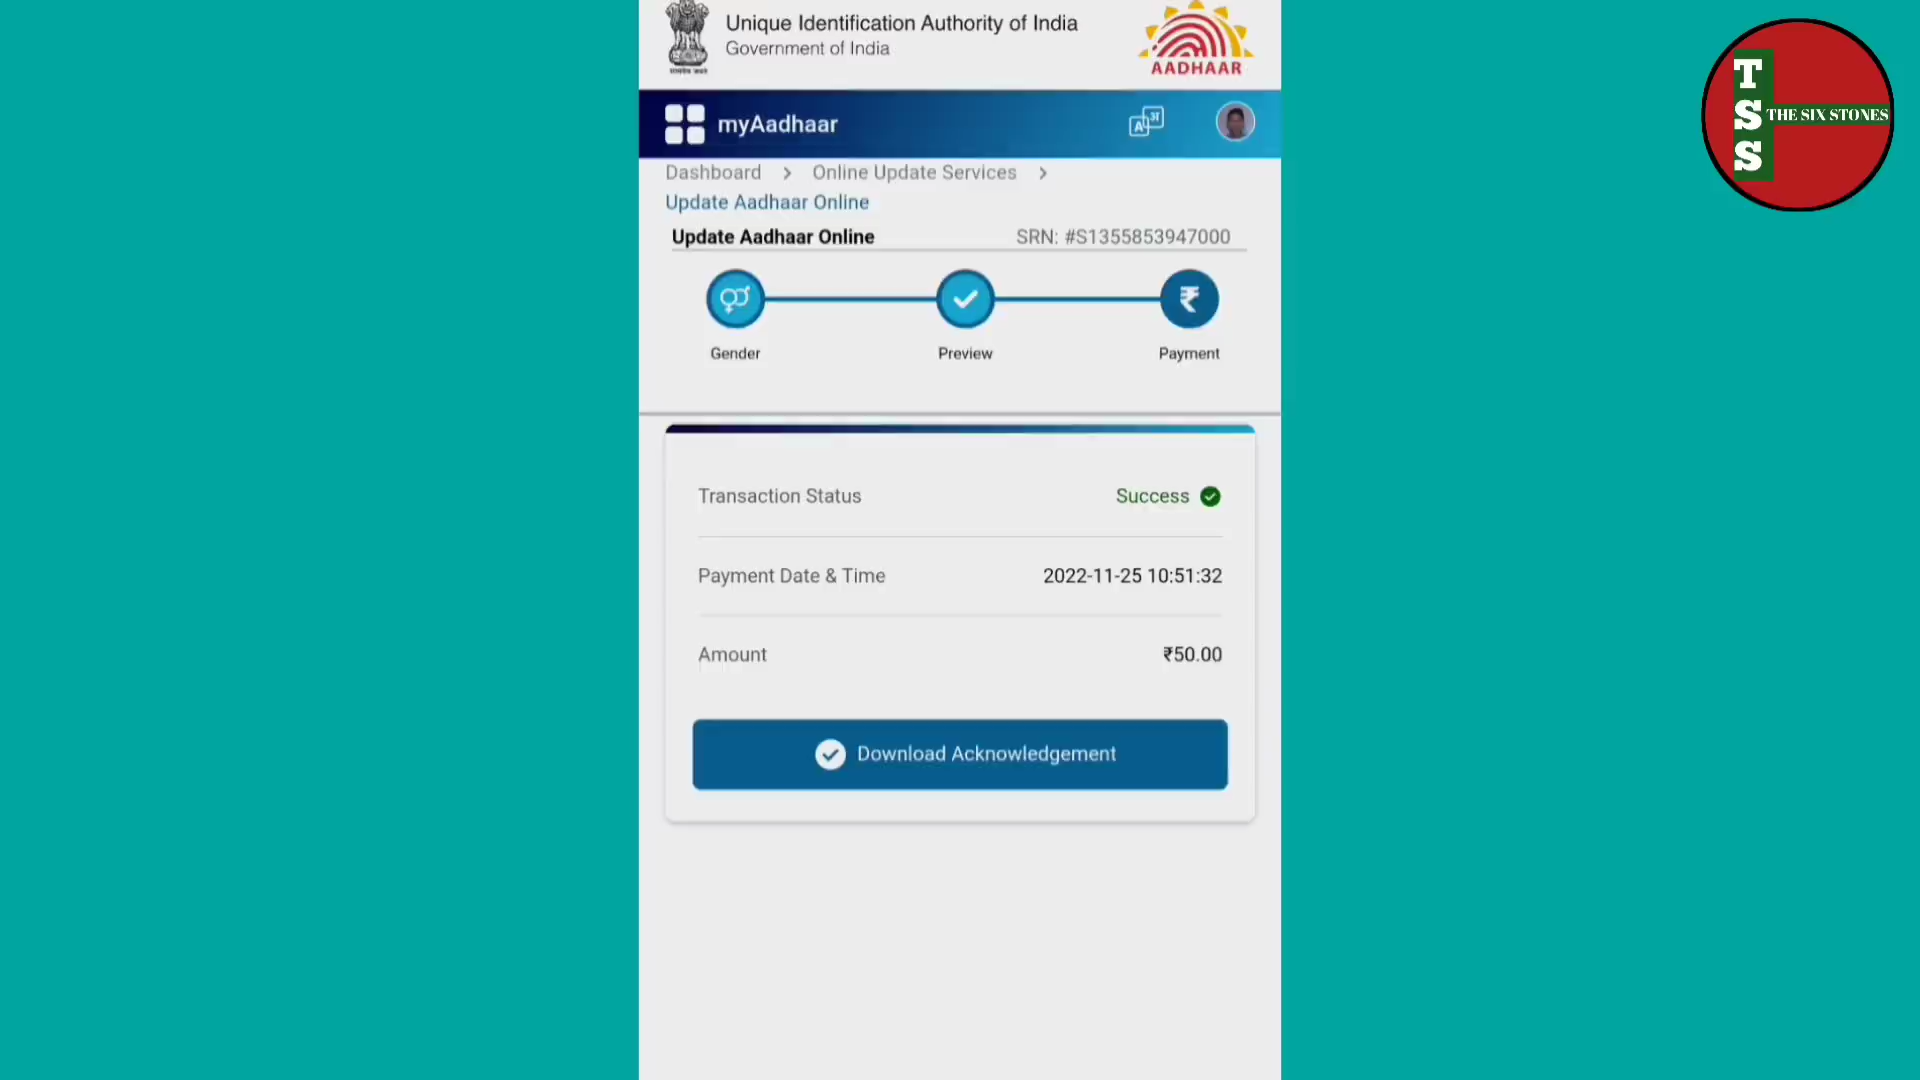 Unique Identification Authority of India
Government of India
AADHAAR
T
S
S
THE SIX STONES
myAadhaar
A अ
Dashboard > Online Update Services >
Update Aadhaar Online
Update Aadhaar Online SRN: #S1355853947000
₹
Gender Preview Payment
Transaction Status Success
Payment Date & Time 2022-11-25 10:51:32
Amount ₹50.00
Download Acknowledgement